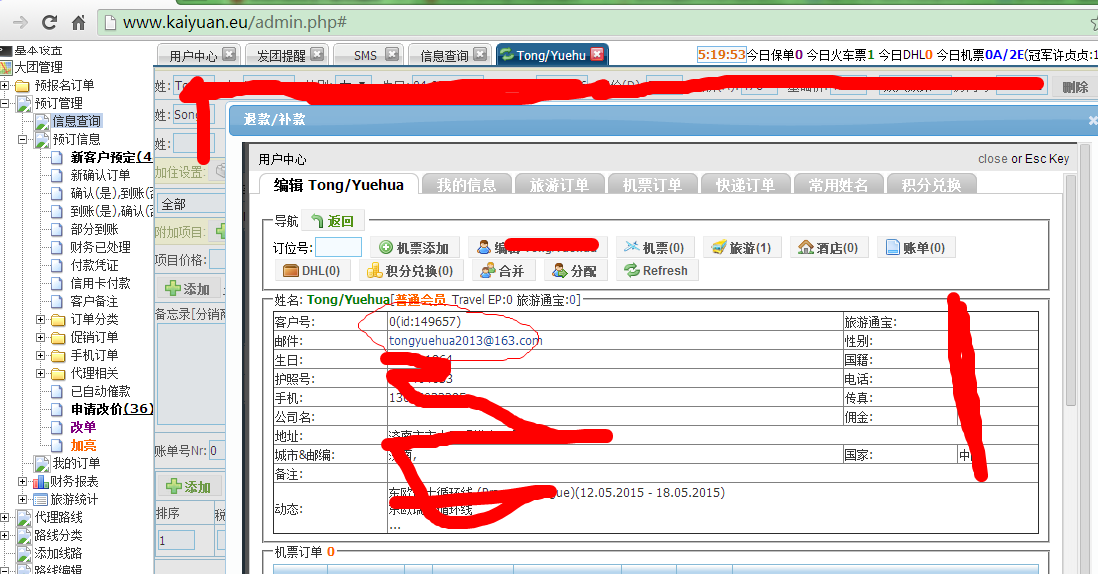 www.kaiyuan.eu/admin.php#
用户中心 发团提醒 SMS 信息查询 Tong/Yuehu 5:19:53今日保单0 今日火车票1 今日DHL0 今日机票0A/2E(冠军许贞贞:1
基本设置
大团管理
预报名订单
预订管理
信息查询
预订信息
新客户预定(4
新确认订单
确认(是),到账(否
到账(是),确认(否
部分到账
财务已处理
付款凭证
信用卡付款
客户备注
订单分类
促销订单
手机订单
代理相关
已自动催款
申请改价(36)
改单
加亮
我的订单
财务报表
旅游统计
代理路线
路线分类
添加线路
路线编辑
姓: 删除
姓: Song
姓:
加住设置:
全部
附加项目:
项目价格:
添加
备忘录[分销商
账单号Nr: 0
添加
排序
1
退款/补款
用户中心 close or Esc Key
编辑 Tong/Yuehua 我的信息 旅游订单 机票订单 快递订单 常用姓名 积分兑换
导航 返回
订位号: 机票添加 编辑 机票(0) 旅游(1) 酒店(0) 账单(0)
DHL(0) 积分兑换(0) 合并 分配 Refresh
姓名: Tong/Yuehua[普通会员 Travel EP:0 旅游通宝:0]
客户号: 0(id:149657) 旅游通宝:
邮件: tongyuehua2013@163.com 性别:
生日: 国籍:
护照号: 电话:
手机: 传真:
公司名: 佣金:
地址:
城市&邮编: 国家: 中
备注:
动态: (12.05.2015 - 18.05.2015)
...
机票订单 0